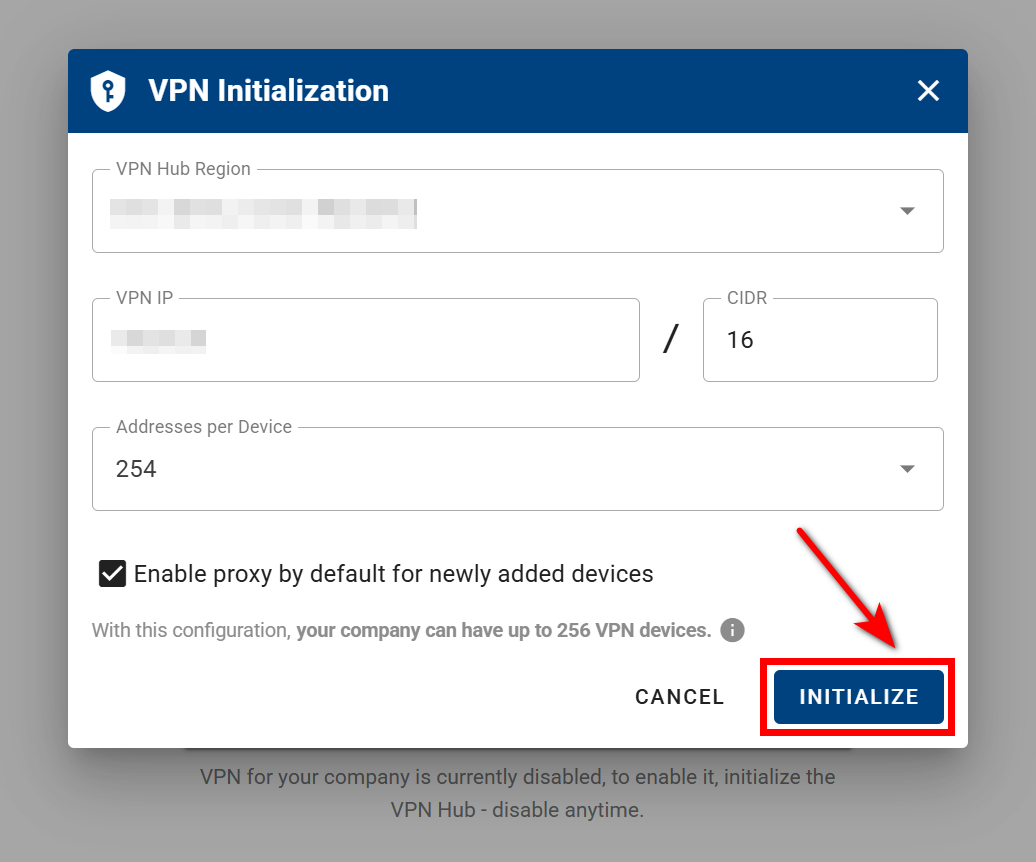 VPN Initialization
VPN Hub Region
VPN IP
CIDR
/
16
Addresses per Device
254
Enable proxy by default for newly added devices
With this configuration, your company can have up to 256 VPN devices.
CANCEL
INITIALIZE
VPN for your company is currently disabled, to enable it, initialize the
VPN Hub - disable anytime.